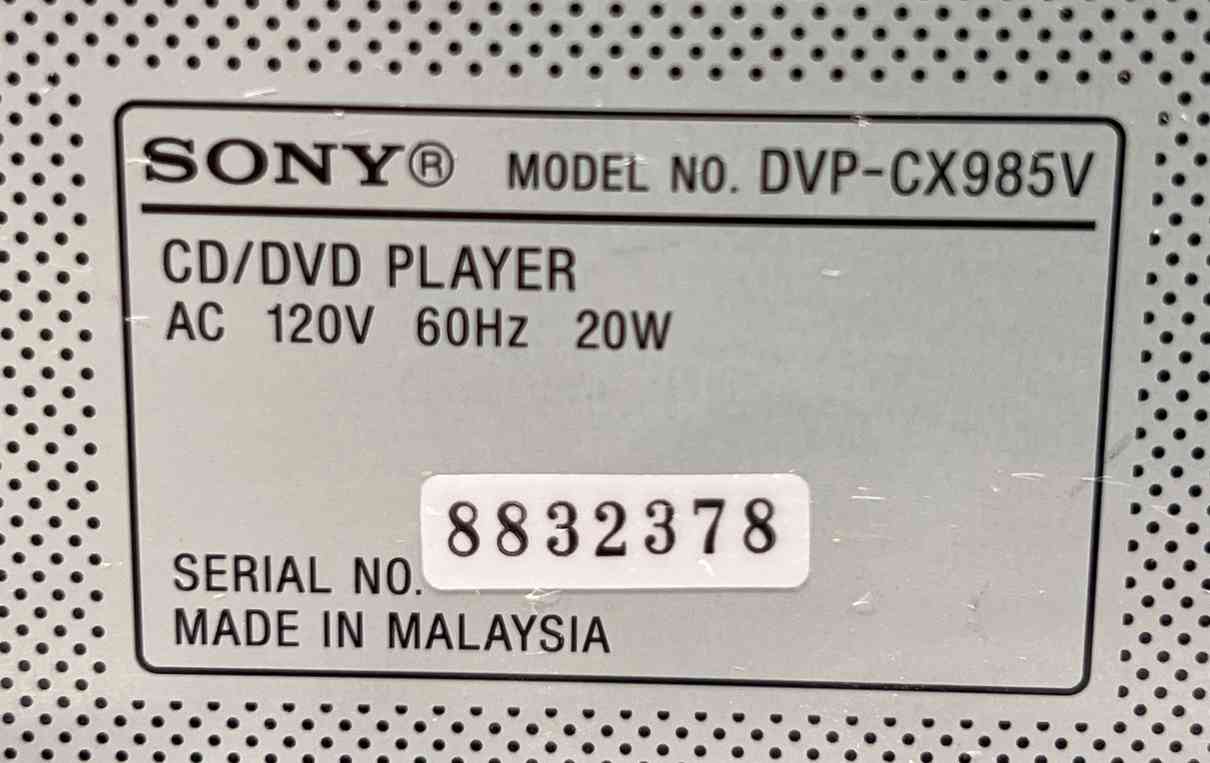 SONY® MODEL NO. DVP-CX985V
CD/DVD PLAYER
AC 120V 60Hz 20W
SERIAL NO. 8832378
MADE IN MALAYSIA